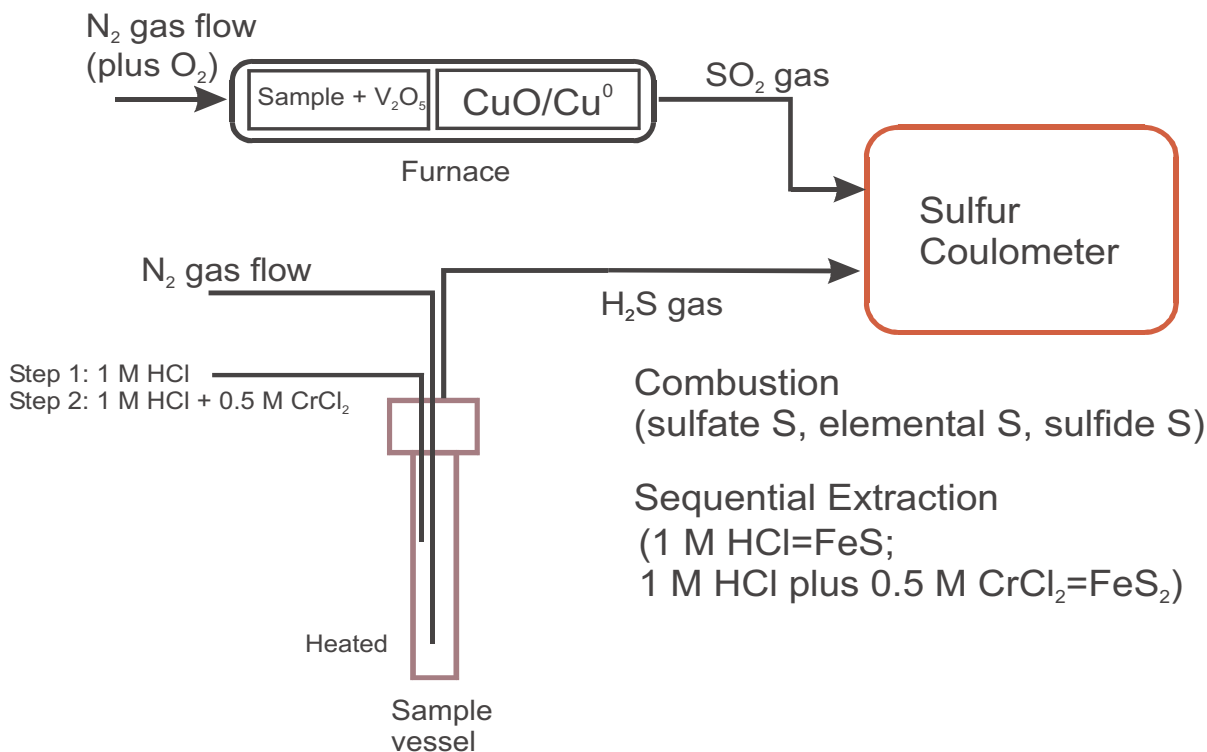 N₂ gas flow
(plus O₂)
Sample + V₂O₅
CuO/Cu⁰
SO₂ gas
Furnace
Sulfur
Coulometer
N₂ gas flow
H₂S gas
Step 1: 1 M HCl
Step 2: 1 M HCl + 0.5 M CrCl₂
Combustion
(sulfate S, elemental S, sulfide S)
Sequential Extraction
(1 M HCl=FeS;
1 M HCl plus 0.5 M CrCl₂=FeS₂)
Heated
Sample
vessel